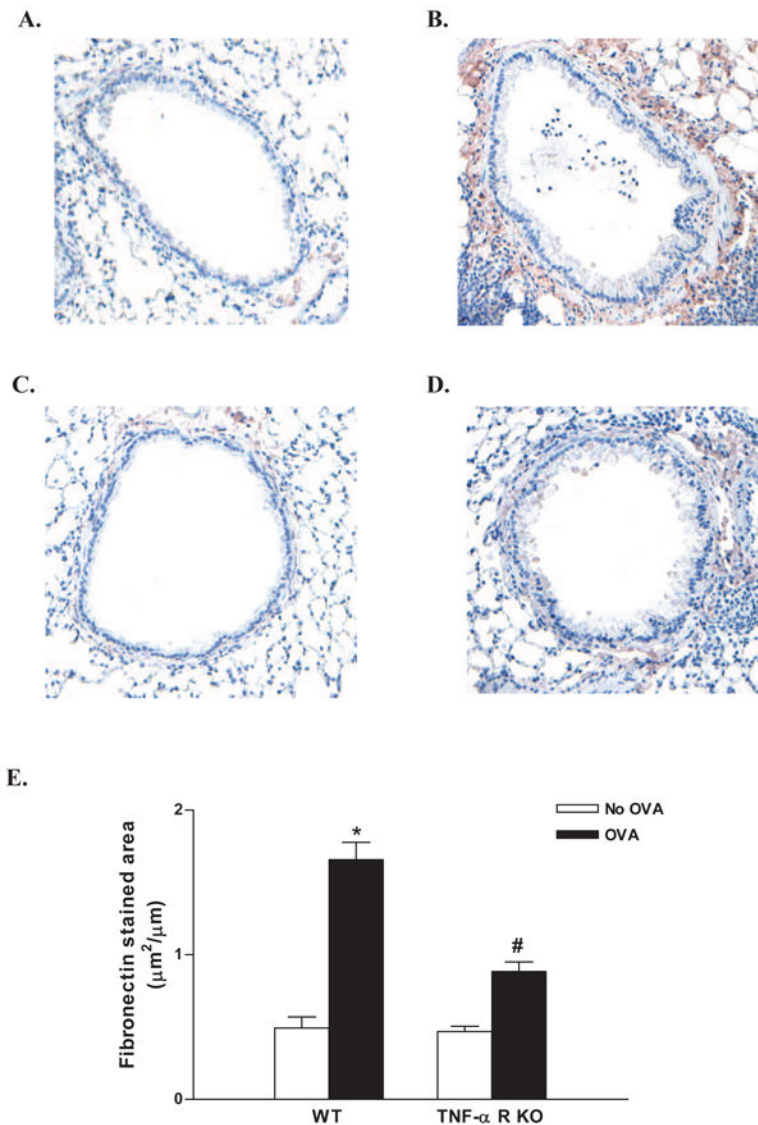 A.
B.
C.
D.
E.
Fibronectin stained area
(μm²/μm)
2
1
0
*
#
No OVA
OVA
WT
TNF-α R KO